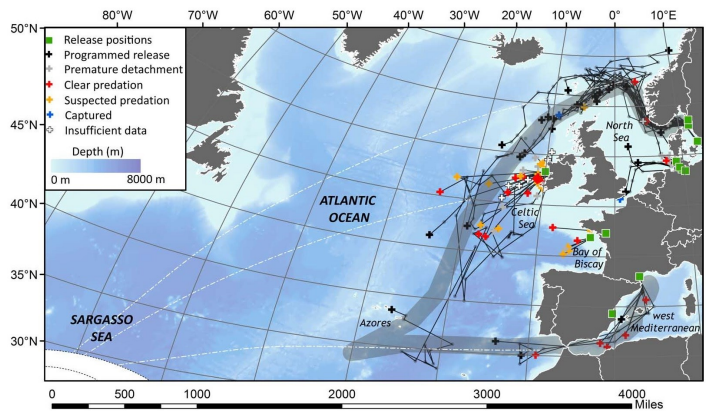 80°W 70°W 60°W 50°W 40°W 30°W 20°W 10°W 0° 10°E
50°N
Release positions
Programmed release
Premature detachment
Clear predation
Suspected predation
Captured
Insufficient data
Depth (m)
0 m 8000 m
45°N
40°N
35°N
30°N
North
Sea
ATLANTIC
OCEAN
Celtic
Sea
Bay of
Biscay
Azores
SARGASSO
SEA
west
Mediterranean
0 500 1000 2000 3000 4000
Miles